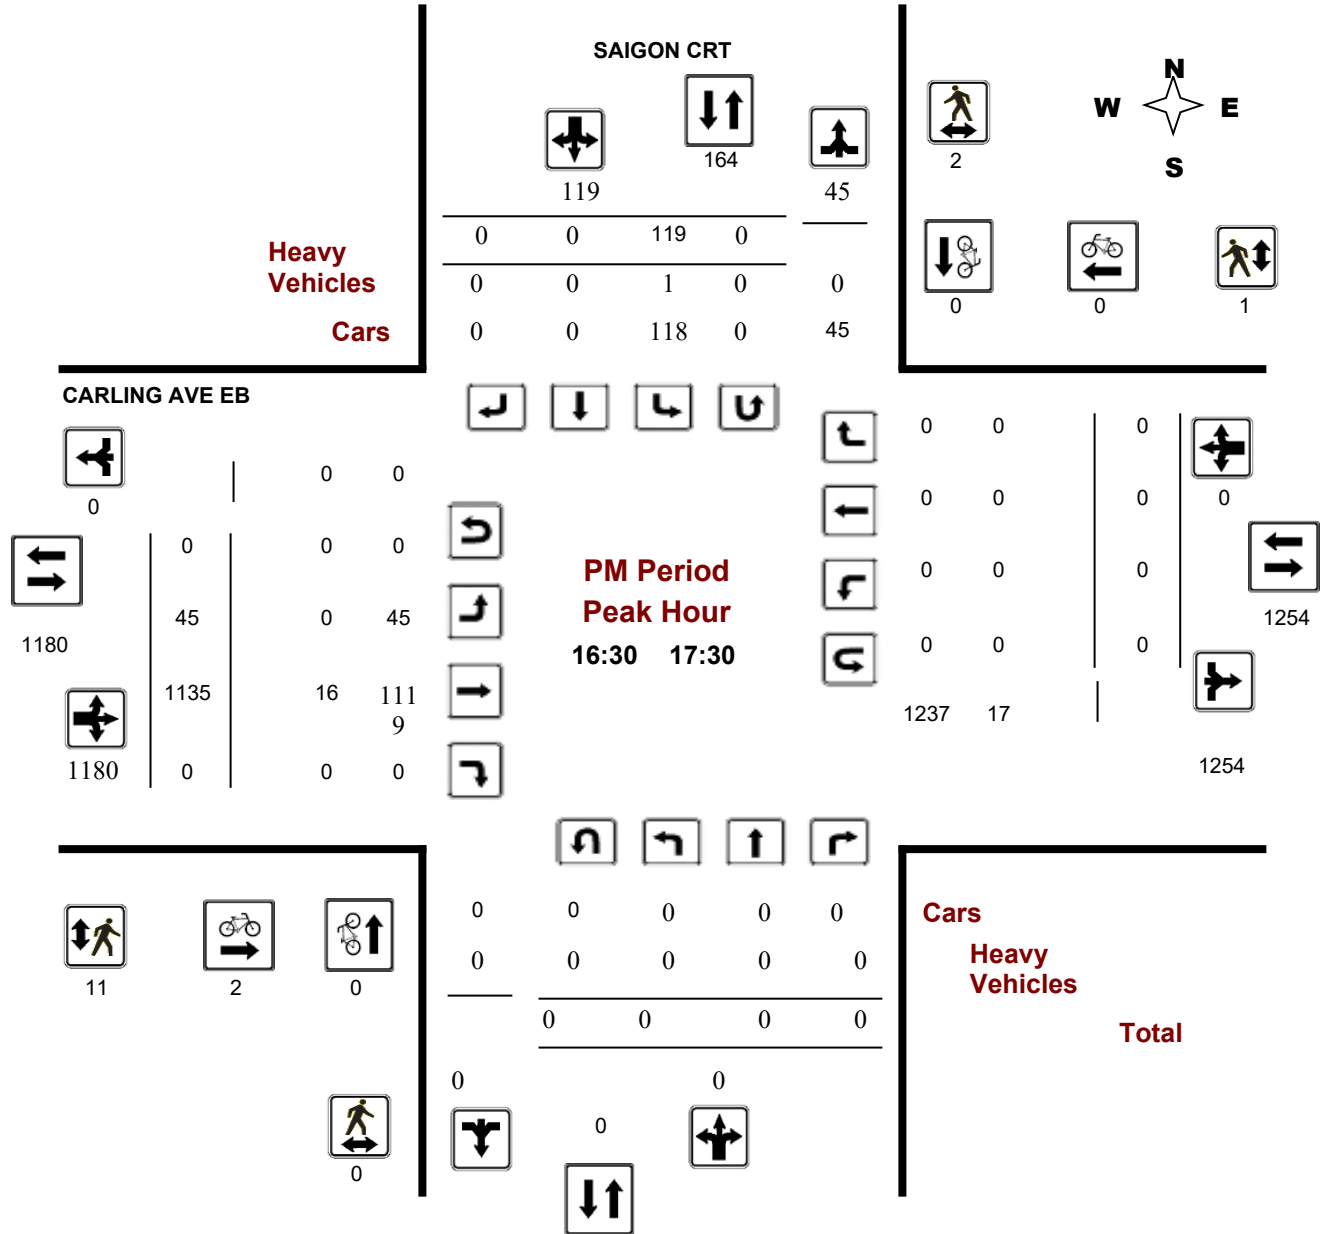 SAIGON CRT
N
W E
S
164
2
119
45
0 0 119 0
Heavy
Vehicles
0 0 1 0 0
Cars
0 0 118 0 45
0 0 1
CARLING AVE EB
0 0 0
0
0 0
0 0 0
0
0 0 0
0 0 0
PM Period
Peak Hour
16:30 17:30
45 0 45
1180
1254
0 0 0
1135 16 111
9
1237 17
1180 0 0 0
1254
0 0 0 0 0
Cars
0 0 0 0 0
Heavy
Vehicles
11 2 0
0 0 0 0
Total
0 0
0
0